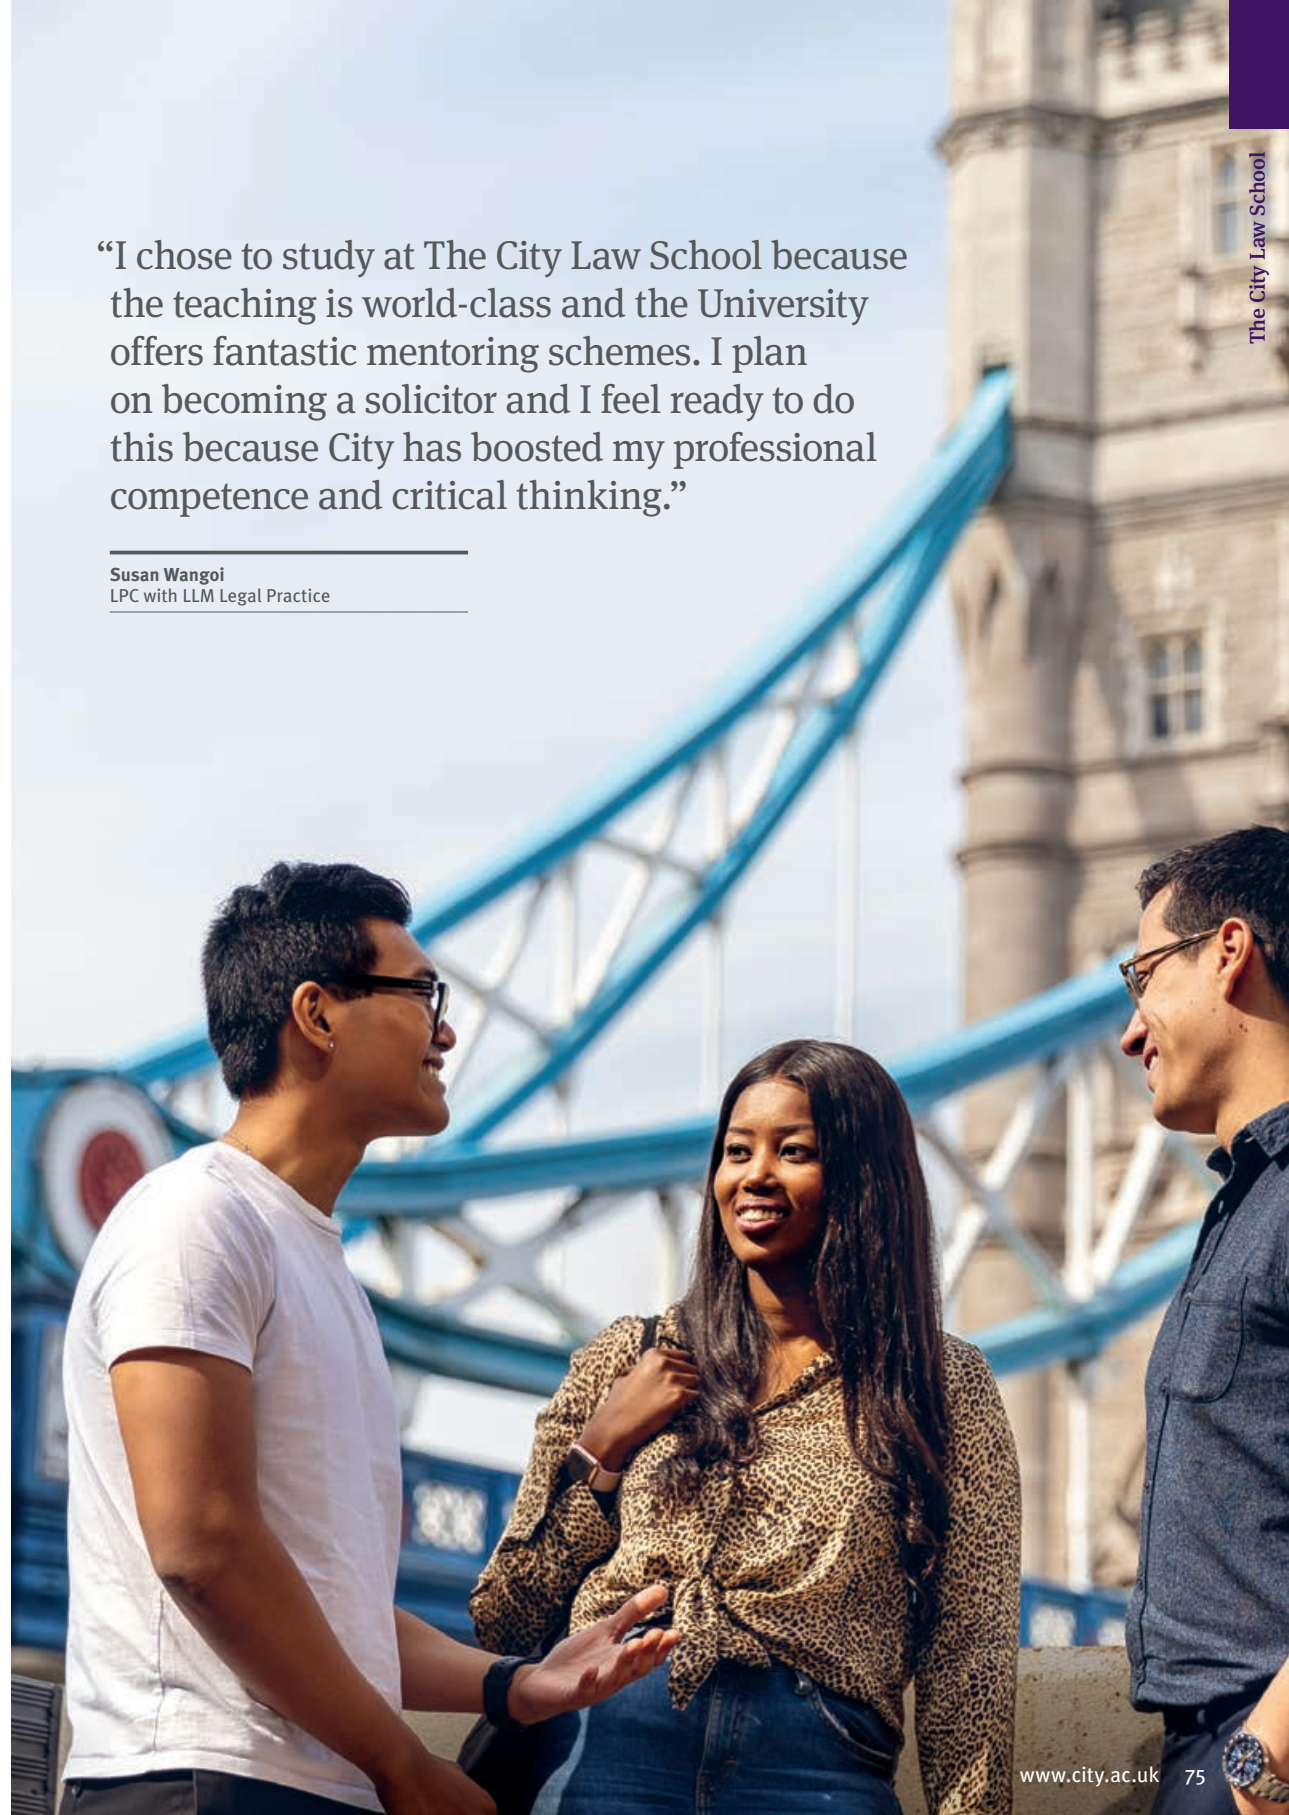 The City Law School
“I chose to study at The City Law School because
the teaching is world-class and the University
offers fantastic mentoring schemes. I plan
on becoming a solicitor and I feel ready to do
this because City has boosted my professional
competence and critical thinking.”
Susan Wangoi
LPC with LLM Legal Practice
www.city.ac.uk 75